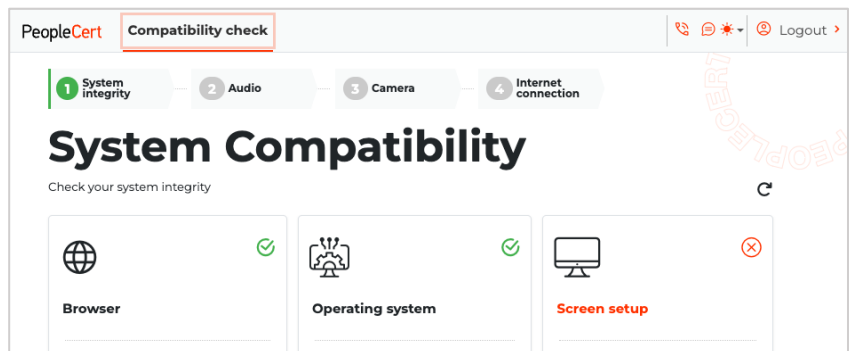 PeopleCert Compatibility check Logout
1 System integrity 2 Audio 3 Camera 4 Internet connection
PEOPLECERT
System Compatibility
Check your system integrity
Browser Operating system Screen setup